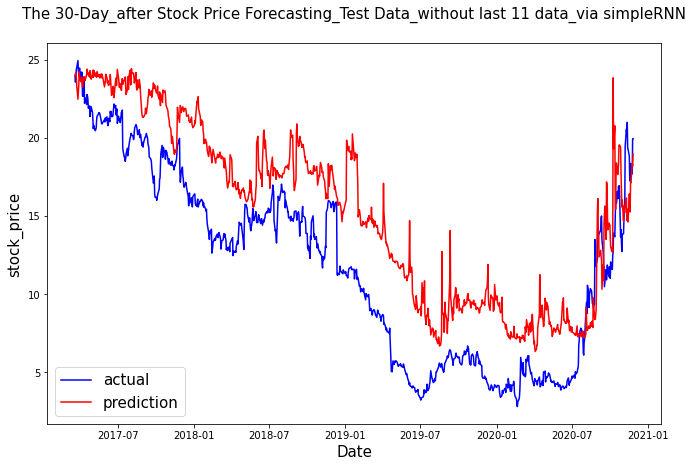 The 30-Day_after Stock Price Forecasting_Test Data_without last 11 data_via simpleRNN
25
20
15
10
5
stock_price
actual
prediction
2017-07 2018-01 2018-07 2019-01 2019-07 2020-01 2020-07 2021-01
Date